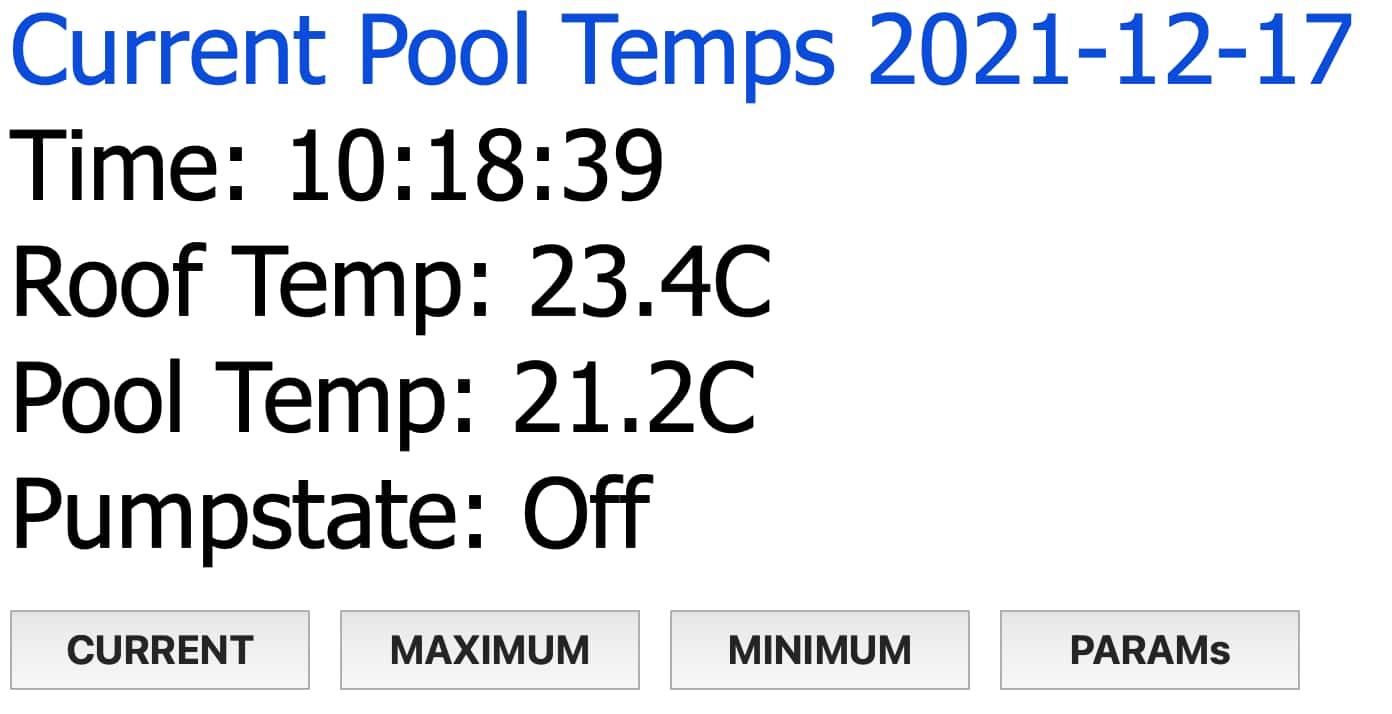 Current Pool Temps 2021-12-17
Time: 10:18:39
Roof Temp: 23.4C
Pool Temp: 21.2C
Pumpstate: Off
CURRENT MAXIMUM MINIMUM PARAMs